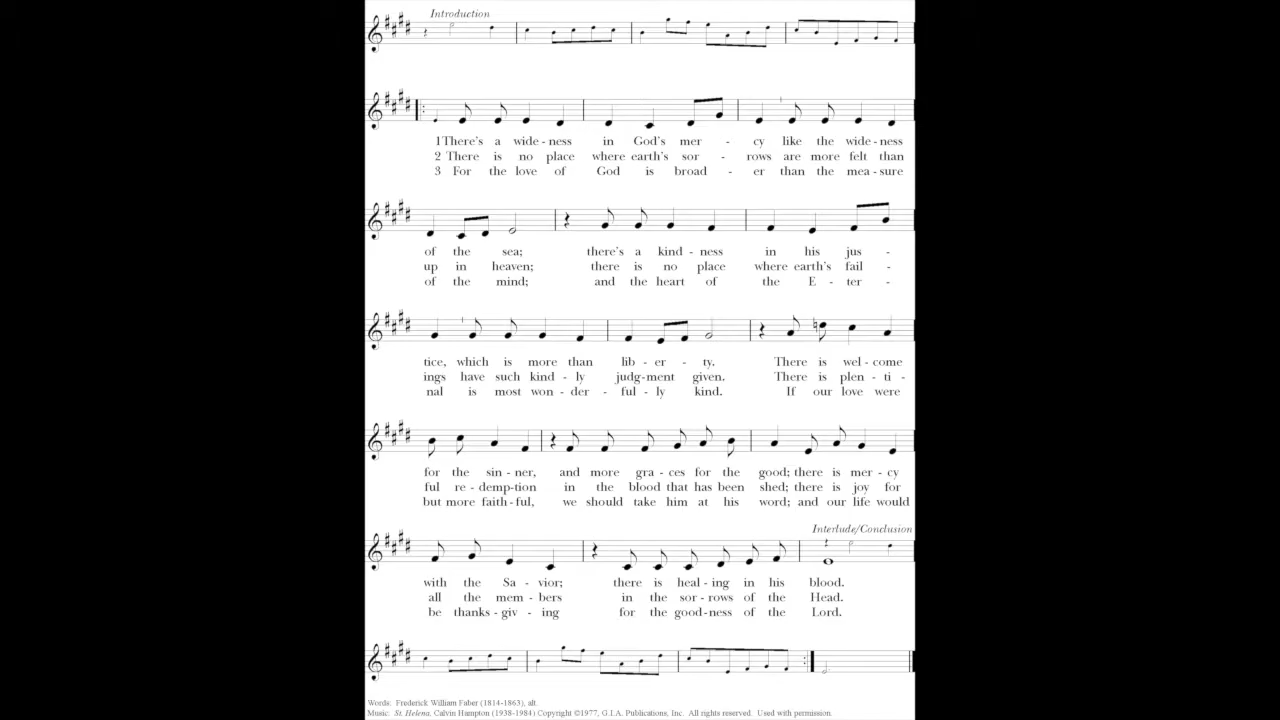 Introduction
1 There's a wide - ness in God's mer - cy like the wide - ness
2 There is no place where earth's sor - rows are more felt than
3 For the love of God is broad - er than the mea - sure
of the sea; there's a kind - ness in his jus -
up in heaven; there is no place where earth's fail -
of the mind; and the heart of the E - ter -
tice, which is more than lib - er - ty. There is wel - come
ings have such kind - ly judg - ment given. There is plen - ti -
nal is most won - der - ful - ly kind. If our love were
for the sin - ner, and more gra - ces for the good; there is mer - cy
ful re - demp - tion in the blood that has been shed; there is joy for
but more faith - ful, we should take him at his word; and our life would
Interlude/Conclusion
with the Sa - vior; there is heal - ing in his blood.
all the mem - bers in the sor - rows of the Head.
be thanks - giv - ing for the good - ness of the Lord.
Words: Frederick William Faber (1814-1863), alt.
Music: St. Helena, Calvin Hampton (1938-1984) Copyright ©1977, G.I.A. Publications, Inc. All rights reserved. Used with permission.